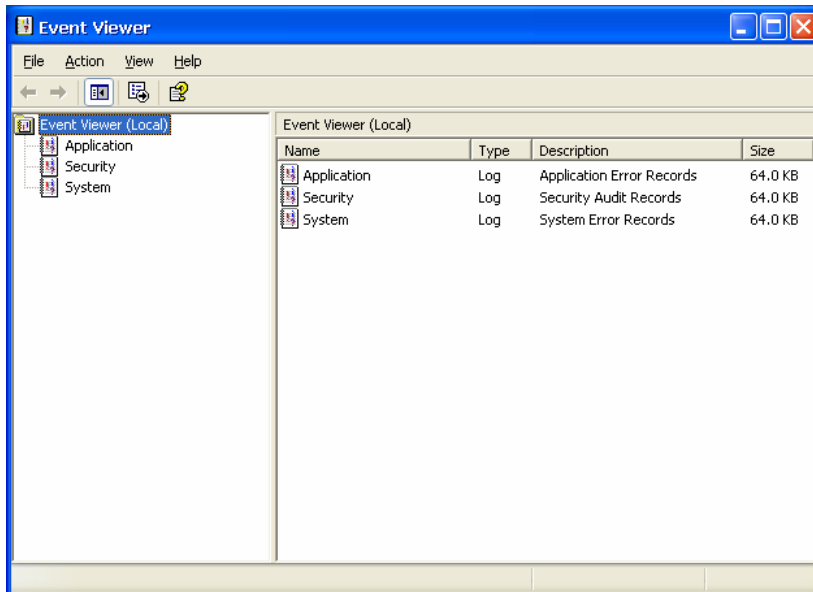 Event Viewer
File Action View Help
Event Viewer (Local)
Application
Security
System
Event Viewer (Local)
Name Type Description Size
Application Log Application Error Records 64.0 KB
Security Log Security Audit Records 64.0 KB
System Log System Error Records 64.0 KB